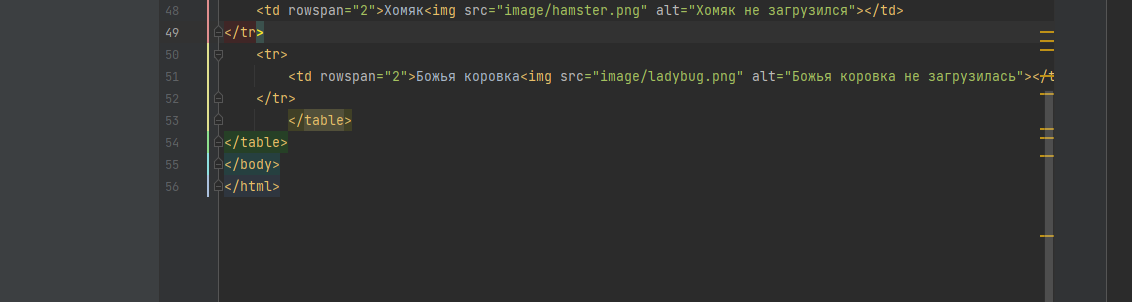 48 <td rowspan="2">Хомяк<img src="image/hamster.png" alt="Хомяк не загрузился"></td>
49 </tr>
50 <tr>
51 <td rowspan="2">Божья коровка<img src="image/ladybug.png" alt="Божья коровка не загрузилась"></t
52 </tr>
53 </table>
54 </table>
55 </body>
56 </html>